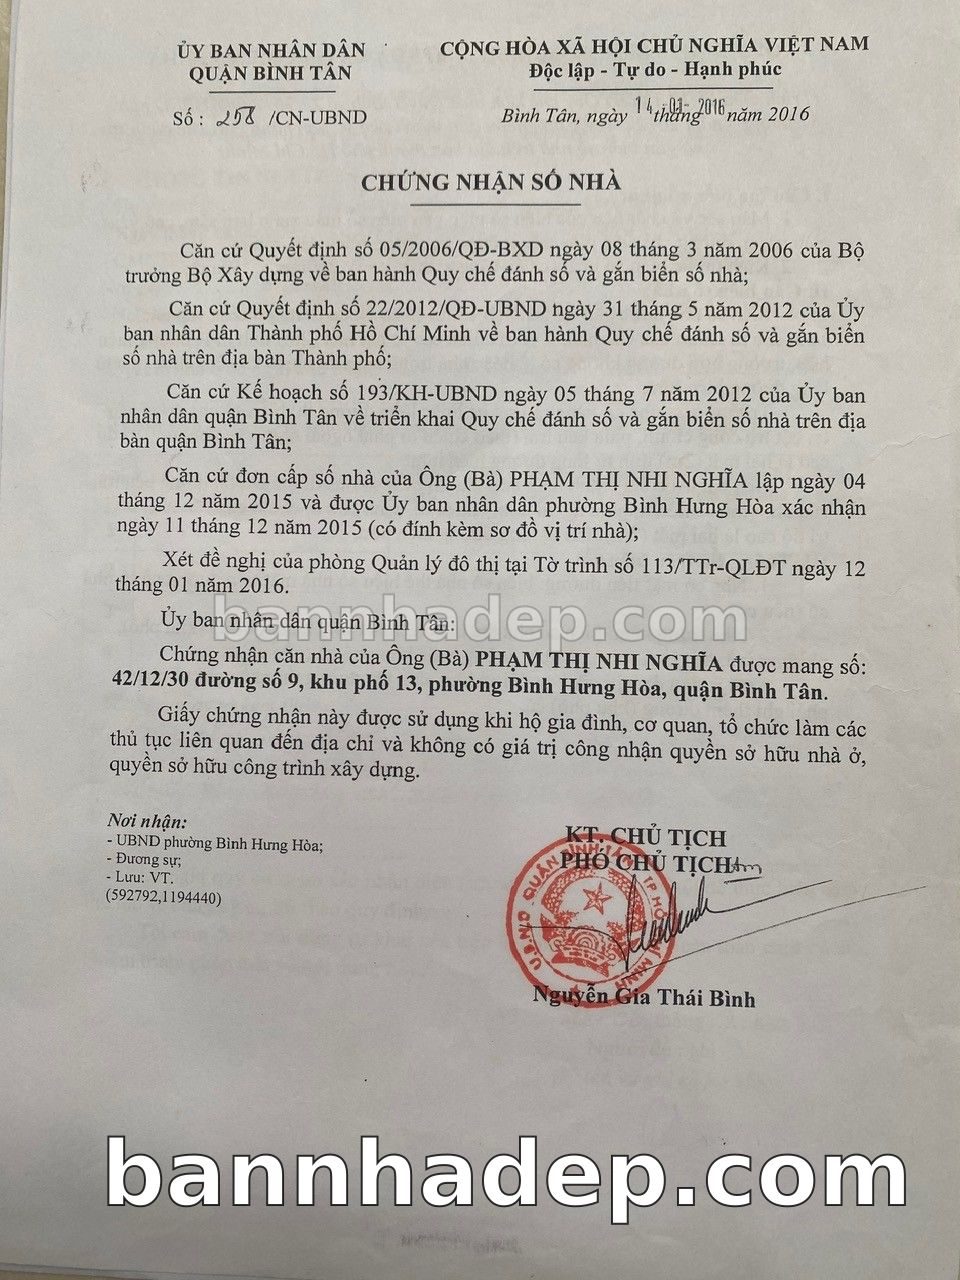 ỦY BAN NHÂN DÂN
QUẬN BÌNH TÂN
Số : 258 /CN-UBND
CỘNG HÒA XÃ HỘI CHỦ NGHĨA VIỆT NAM
Độc lập - Tự do - Hạnh phúc
Bình Tân, ngày 14 -01- 2016 tháng năm 2016
CHỨNG NHẬN SỐ NHÀ
Căn cứ Quyết định số 05/2006/QĐ-BXD ngày 08 tháng 3 năm 2006 của Bộ
trưởng Bộ Xây dựng về ban hành Quy chế đánh số và gắn biển số nhà;
Căn cứ Quyết định số 22/2012/QĐ-UBND ngày 31 tháng 5 năm 2012 của Ủy
ban nhân dân Thành phố Hồ Chí Minh về ban hành Quy chế đánh số và gắn biển
số nhà trên địa bàn Thành phố;
Căn cứ Kế hoạch số 193/KH-UBND ngày 05 tháng 7 năm 2012 của Ủy ban
nhân dân quận Bình Tân về triển khai Quy chế đánh số và gắn biển số nhà trên địa
bàn quận Bình Tân;
Căn cứ đơn cấp số nhà của Ông (Bà) PHẠM THỊ NHI NGHĨA lập ngày 04
tháng 12 năm 2015 và được Ủy ban nhân dân phường Bình Hưng Hòa xác nhận
ngày 11 tháng 12 năm 2015 (có đính kèm sơ đồ vị trí nhà);
Xét đề nghị của phòng Quản lý đô thị tại Tờ trình số 113/TTr-QLĐT ngày 12
tháng 01 năm 2016.
bannhadep.com
Ủy ban nhân dân quận Bình Tân:
Chứng nhận căn nhà của Ông (Bà) PHẠM THỊ NHI NGHĨA được mang số:
42/12/30 đường số 9, khu phố 13, phường Bình Hưng Hòa, quận Bình Tân.
Giấy chứng nhận này được sử dụng khi hộ gia đình, cơ quan, tổ chức làm các
thủ tục liên quan đến địa chỉ và không có giá trị công nhận quyền sở hữu nhà ở,
quyền sở hữu công trình xây dựng.
Nơi nhận:
- UBND phường Bình Hưng Hòa;
- Đương sự;
- Lưu: VT.
(592792,1194440)
KT. CHỦ TỊCH
PHÓ CHỦ TỊCH
U.B.N.D QUẬN BÌNH TÂN T.P HỒ CHÍ MINH
Nguyễn Gia Thái Bình
bannhadep.com